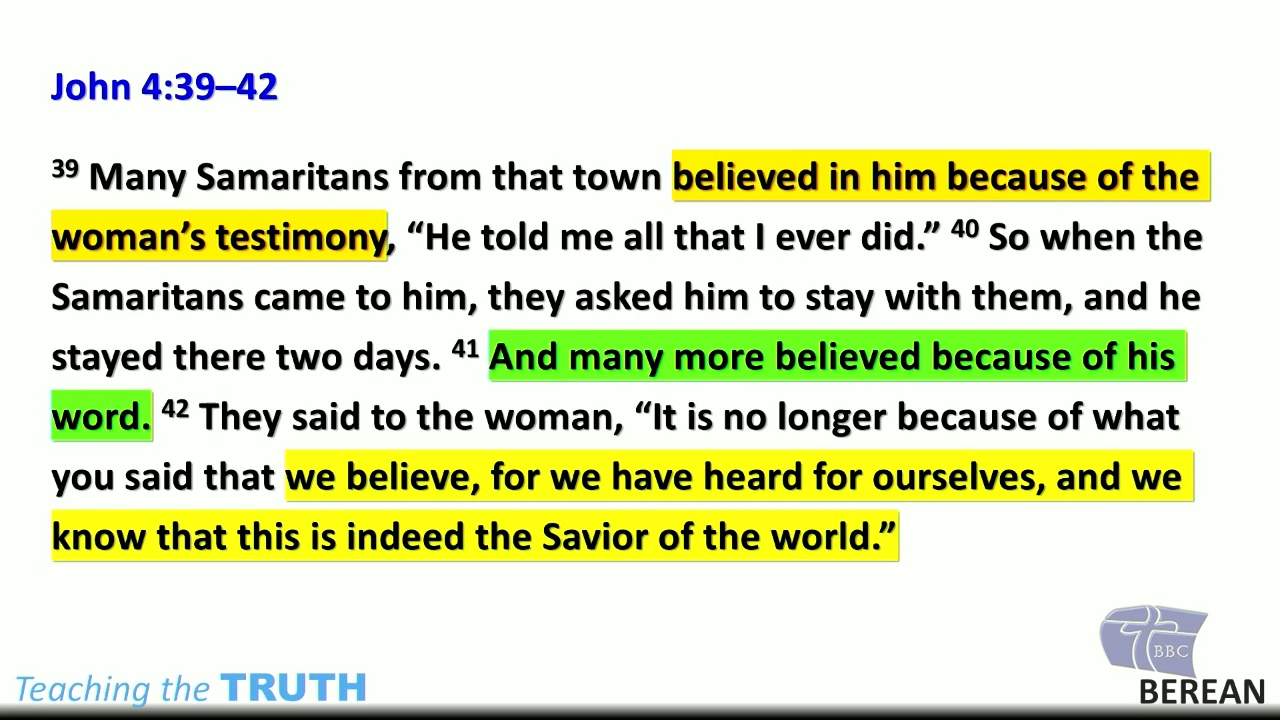 John 4:39–42
³⁹ Many Samaritans from that town believed in him because of the
woman’s testimony, “He told me all that I ever did.” ⁴⁰ So when the
Samaritans came to him, they asked him to stay with them, and he
stayed there two days. ⁴¹ And many more believed because of his
word. ⁴² They said to the woman, “It is no longer because of what
you said that we believe, for we have heard for ourselves, and we
know that this is indeed the Savior of the world.”
BBC
Teaching the TRUTH
BEREAN